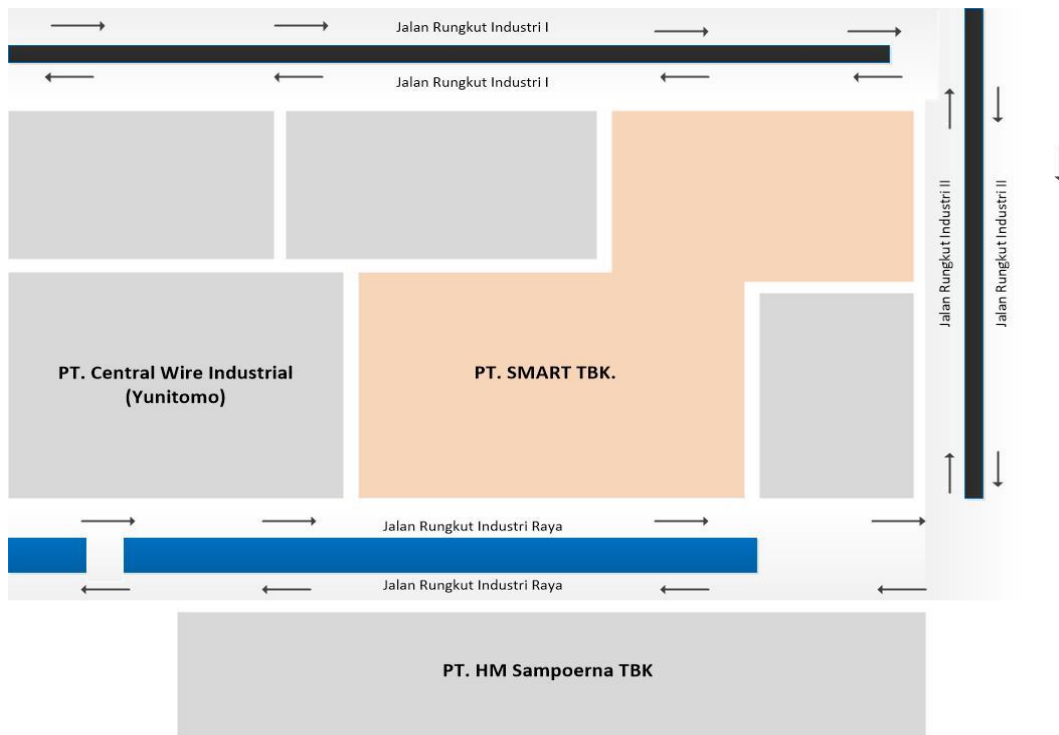 Jalan Rungkut Industri I
Jalan Rungkut Industri I
Jalan Rungkut Industri II
Jalan Rungkut Industri II
PT. Central Wire Industrial
(Yunitomo)
PT. SMART TBK.
Jalan Rungkut Industri Raya
Jalan Rungkut Industri Raya
PT. HM Sampoerna TBK